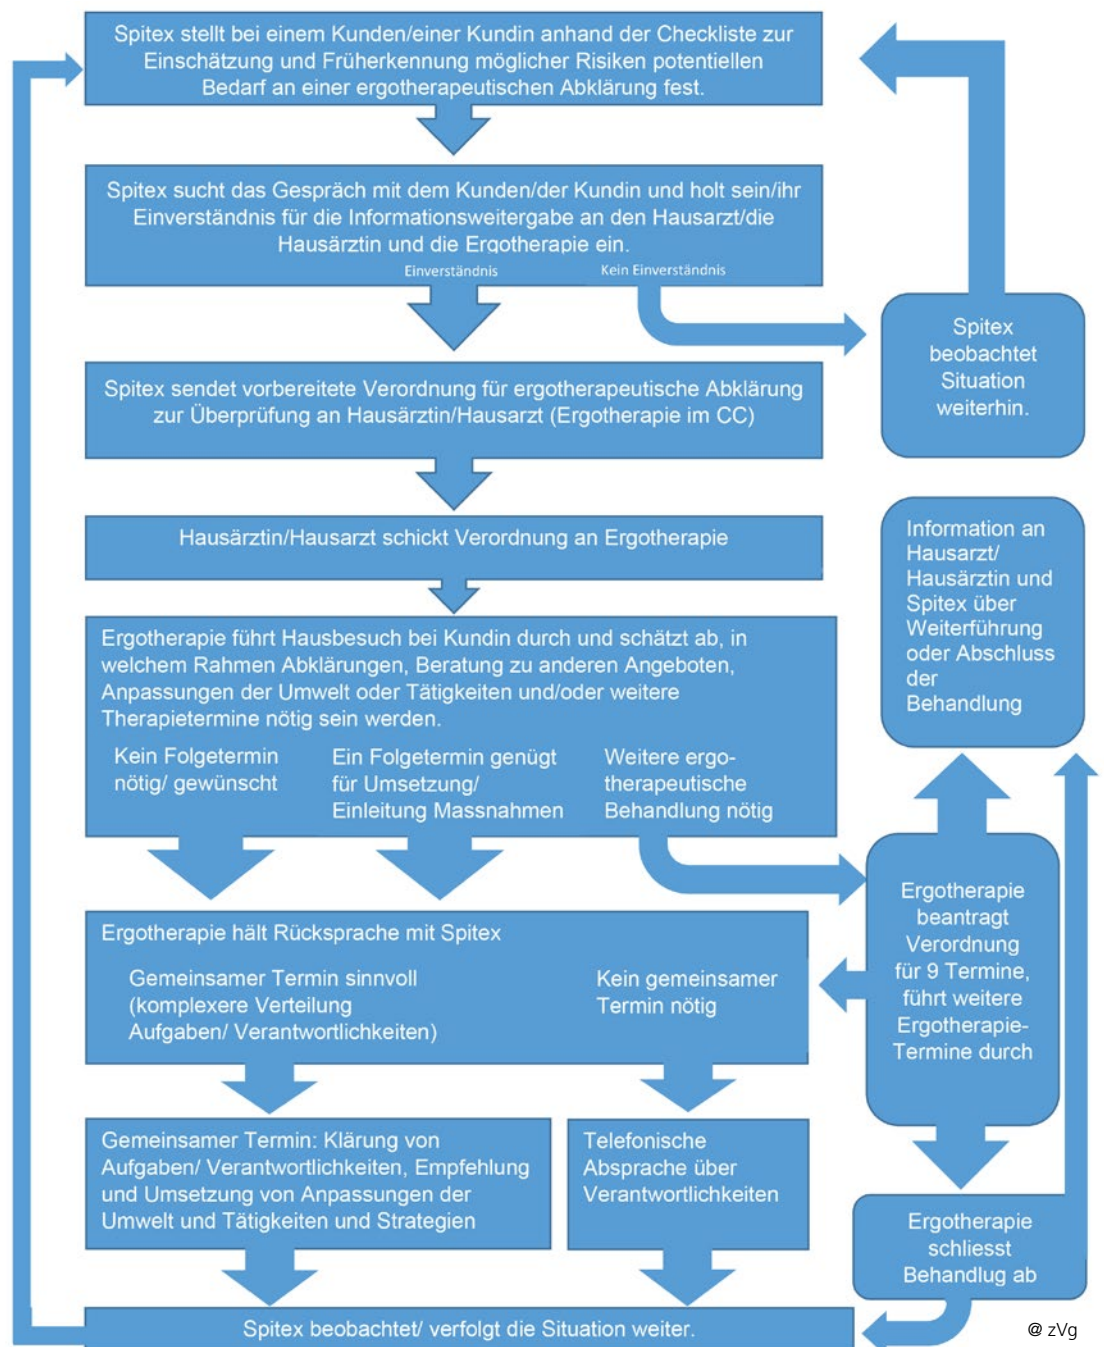 Spitex stellt bei einem Kunden/einer Kundin anhand der Checkliste zur
Einschätzung und Früherkennung möglicher Risiken potentiellen
Bedarf an einer ergotherapeutischen Abklärung fest.
Spitex sucht das Gespräch mit dem Kunden/der Kundin und holt sein/ihr
Einverständnis für die Informationsweitergabe an den Hausarzt/die
Hausärztin und die Ergotherapie ein.
Einverständnis
Kein Einverständnis
Spitex
beobachtet
Situation
weiterhin.
Spitex sendet vorbereitete Verordnung für ergotherapeutische Abklärung
zur Überprüfung an Hausärztin/Hausarzt (Ergotherapie im CC)
Hausärztin/Hausarzt schickt Verordnung an Ergotherapie
Information an
Hausarzt/
Hausärztin und
Spitex über
Weiterführung
oder Abschluss
der
Behandlung
Ergotherapie führt Hausbesuch bei Kundin durch und schätzt ab, in
welchem Rahmen Abklärungen, Beratung zu anderen Angeboten,
Anpassungen der Umwelt oder Tätigkeiten und/oder weitere
Therapietermine nötig sein werden.
Kein Folgetermin
nötig/ gewünscht
Ein Folgetermin genügt
für Umsetzung/
Einleitung Massnahmen
Weitere ergo-
therapeutische
Behandlung nötig
Ergotherapie
beantragt
Verordnung
für 9 Termine,
führt weitere
Ergotherapie-
Termine durch
Ergotherapie hält Rücksprache mit Spitex
Gemeinsamer Termin sinnvoll
(komplexere Verteilung
Aufgaben/ Verantwortlichkeiten)
Kein gemeinsamer
Termin nötig
Gemeinsamer Termin: Klärung von
Aufgaben/ Verantwortlichkeiten, Empfehlung
und Umsetzung von Anpassungen der
Umwelt und Tätigkeiten und Strategien
Telefonische
Absprache über
Verantwortlichkeiten
Ergotherapie
schliesst
Behandlug ab
Spitex beobachtet/ verfolgt die Situation weiter.
@ zVg